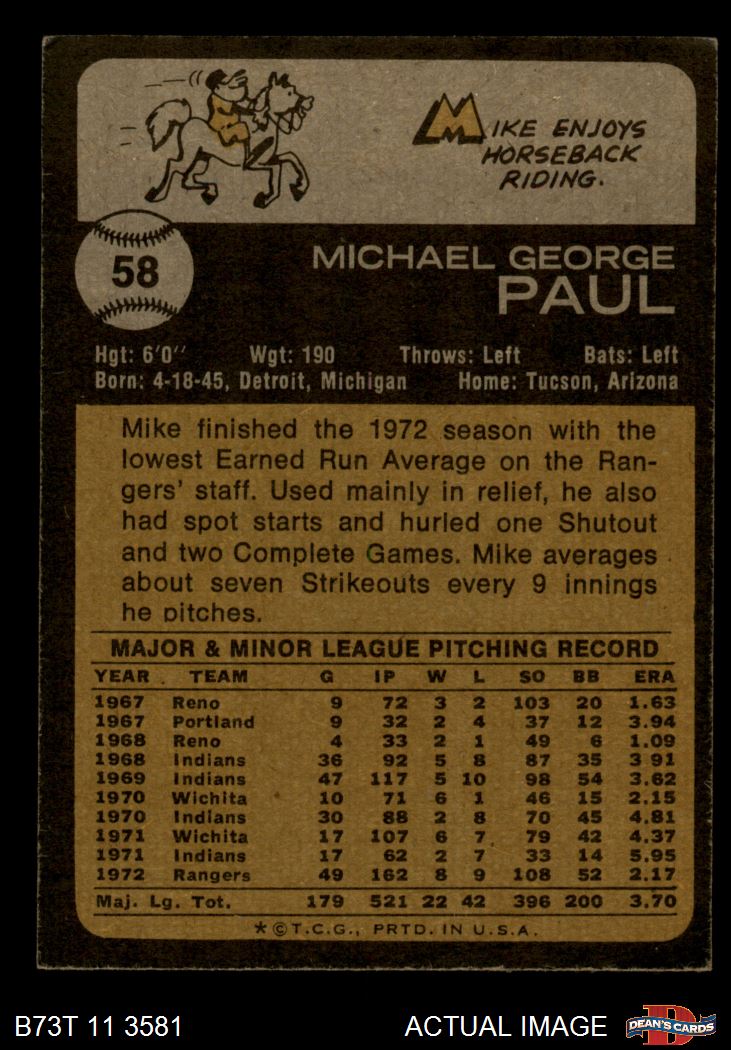 MIKE ENJOYS
HORSEBACK
RIDING.
58
MICHAEL GEORGE
PAUL
Hgt: 6'0" Wgt: 190 Throws: Left Bats: Left
Born: 4-18-45, Detroit, Michigan Home: Tucson, Arizona
Mike finished the 1972 season with the
lowest Earned Run Average on the Ran-
gers' staff. Used mainly in relief, he also
had spot starts and hurled one Shutout
and two Complete Games. Mike averages
about seven Strikeouts every 9 innings
he pitches.
MAJOR & MINOR LEAGUE PITCHING RECORD
YEAR TEAM G IP W L SO BB ERA
1967 Reno 9 72 3 2 103 20 1.63
1967 Portland 9 32 2 4 37 12 3.94
1968 Reno 4 33 2 1 49 6 1.09
1968 Indians 36 92 5 8 87 35 3 91
1969 Indians 47 117 5 10 98 54 3.62
1970 Wichita 10 71 6 1 46 15 2.15
1970 Indians 30 88 2 8 70 45 4.81
1971 Wichita 17 107 6 7 79 42 4.37
1971 Indians 17 62 2 7 33 14 5.95
1972 Rangers 49 162 8 9 108 52 2.17
Maj. Lg. Tot. 179 521 22 42 396 200 3.70
*©T.C.G., PRTD. IN U.S.A.
B73T 11 3581 ACTUAL IMAGE D DEAN'S CARDS